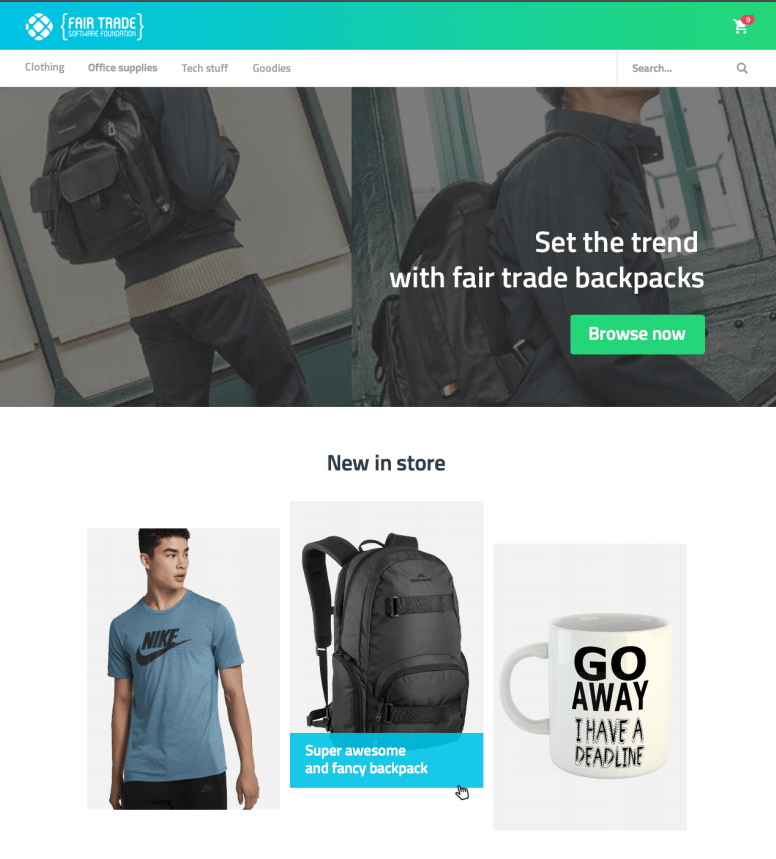 {FAIR TRADE}
SOFTWARE FOUNDATION
5
Clothing
Office supplies
Tech stuff
Goodies
Search...
Set the trend
with fair trade backpacks
Browse now
New in store
NIKE
GO
AWAY
I HAVE A
DEADLINE
Super awesome
and fancy backpack